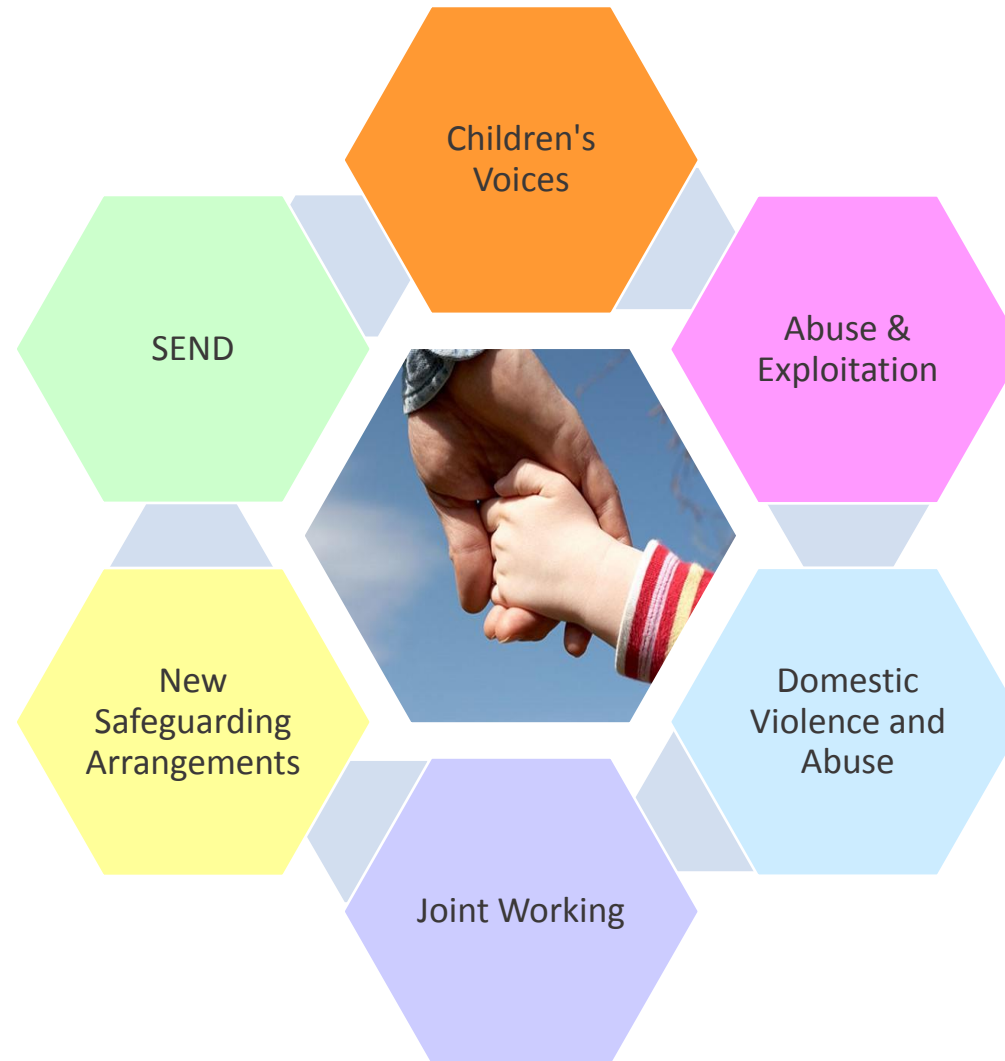 Children's
Voices
Abuse &
Exploitation
Domestic
Violence and
Abuse
Joint Working
New
Safeguarding
Arrangements
SEND